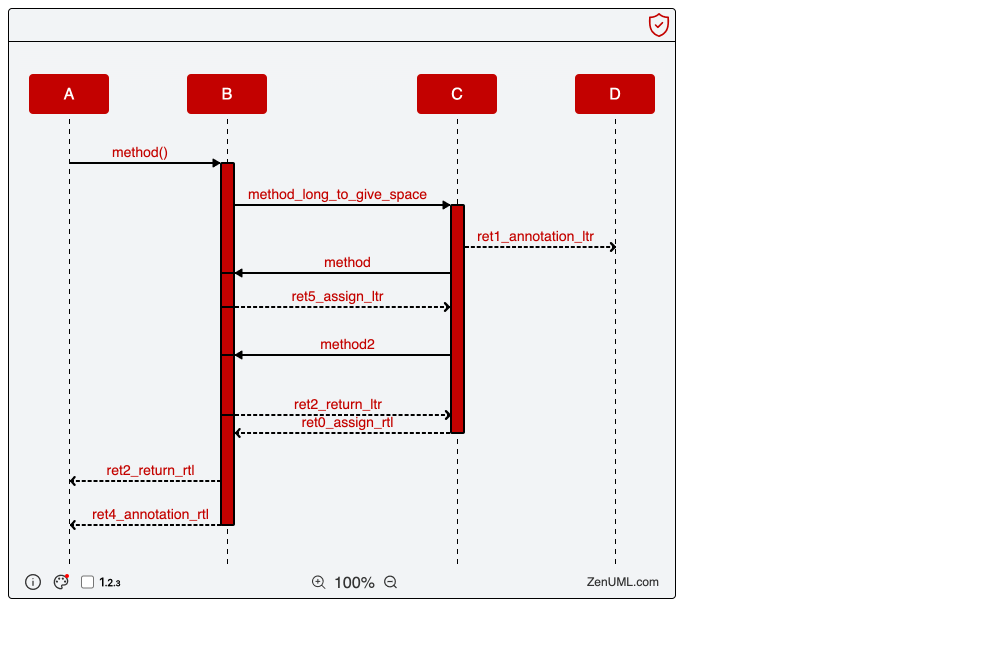 A
B
C
D
method()
method_long_to_give_space
ret1_annotation_ltr
method
ret5_assign_ltr
method2
ret2_return_ltr
ret0_assign_rtl
ret2_return_rtl
ret4_annotation_rtl
1.2.3
100%
ZenUML.com